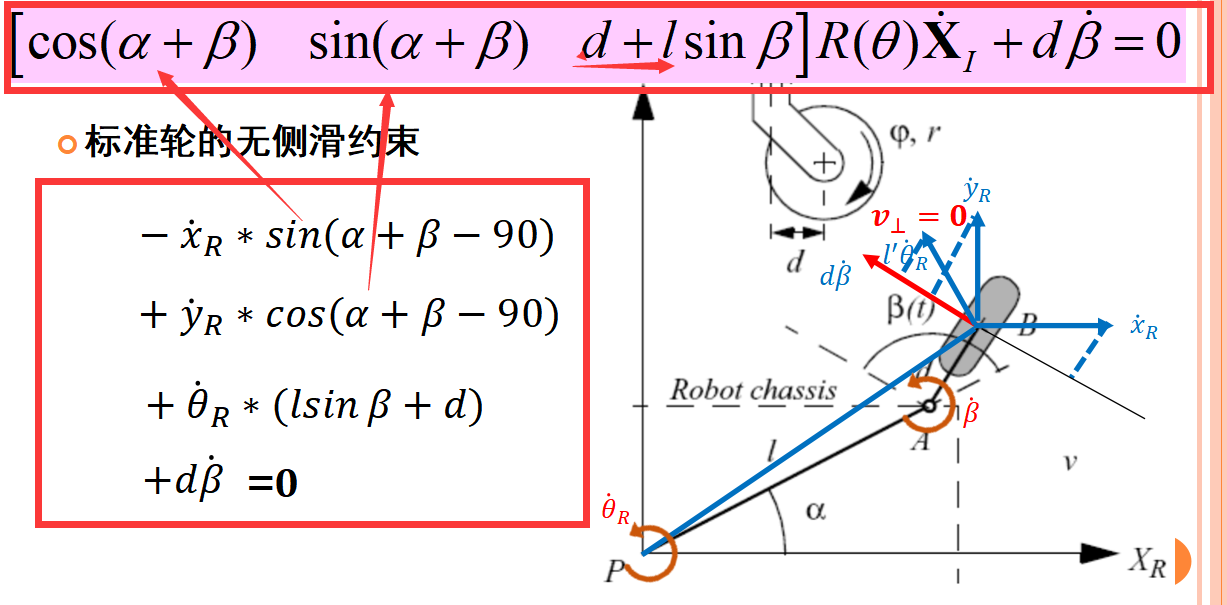 [cos(α + β)    sin(α + β)    d + l sin β] R(θ)Ẋ_I + dβ̇ = 0
标准轮的无侧滑约束
− ẋ_R ∗ sin(α + β − 90)
+ ẏ_R ∗ cos(α + β − 90)
+ θ̇_R ∗ (lsin β + d)
+dβ̇ =0
φ, r
d
ẏ_R
v_⊥ = 0
l′θ̇_R
dβ̇
β(t)
B
ẋ_R
d
Robot chassis
β̇
A
l
v
θ̇_R
α
P
X_R